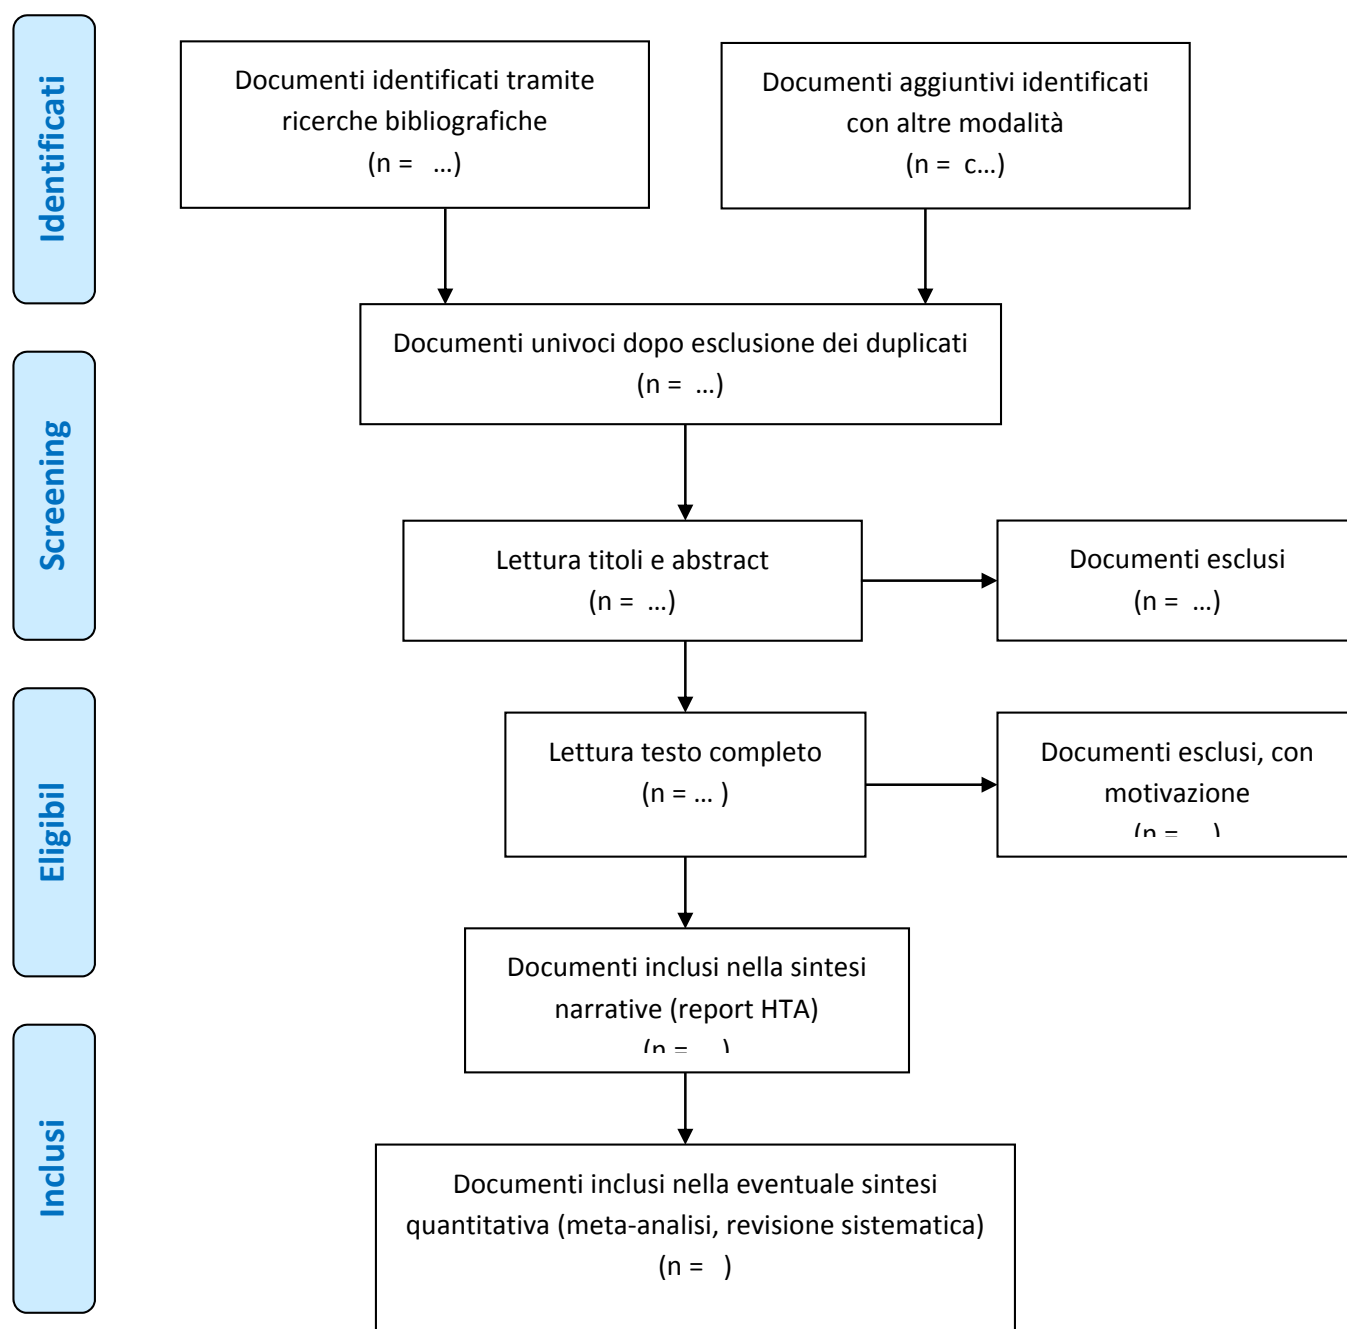 Identificati
Documenti identificati tramite
ricerche bibliografiche
(n = ...)
Documenti aggiuntivi identificati
con altre modalità
(n = c...)
Documenti univoci dopo esclusione dei duplicati
(n = ...)
Screening
Lettura titoli e abstract
(n = ...)
Documenti esclusi
(n = ...)
Eligibil
Lettura testo completo
(n = ... )
Documenti esclusi, con
motivazione
(n = ...)
Documenti inclusi nella sintesi
narrative (report HTA)
(n = ...)
Inclusi
Documenti inclusi nella eventuale sintesi
quantitativa (meta-analisi, revisione sistematica)
(n = )